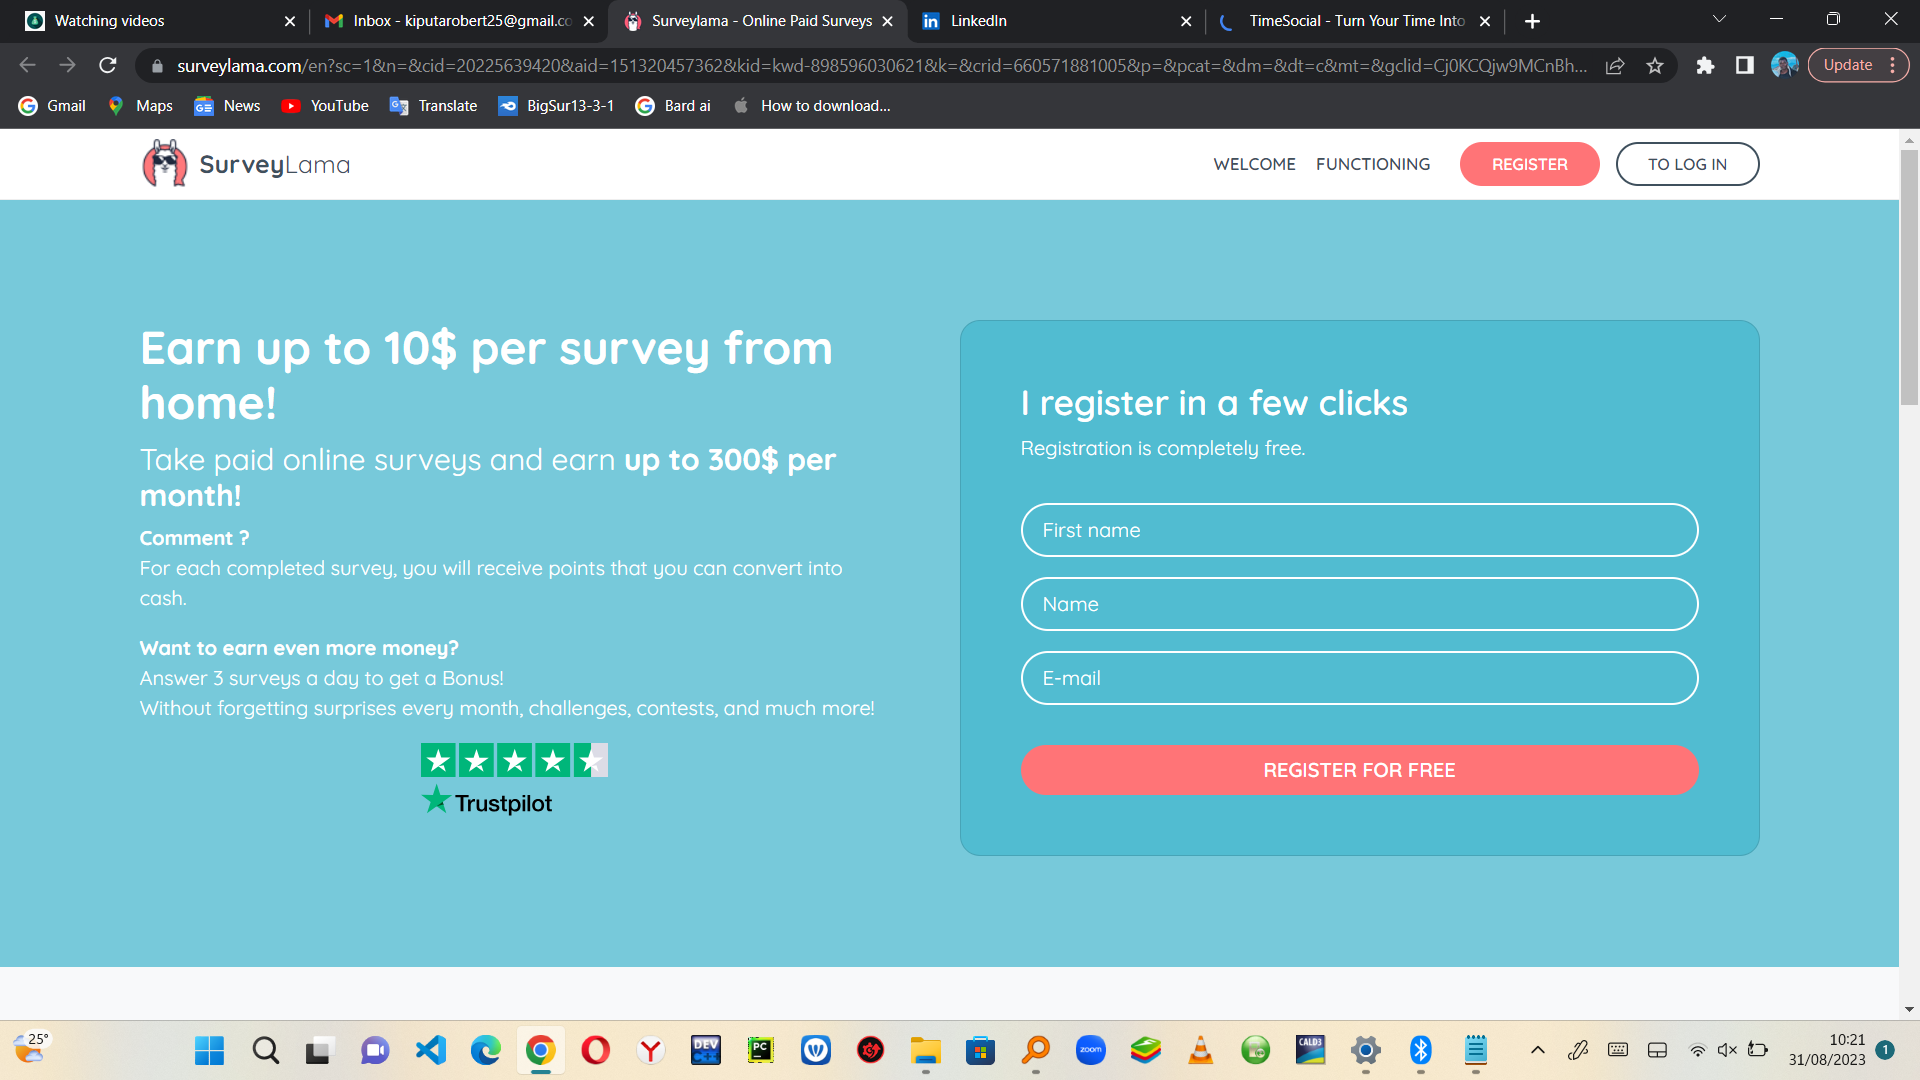 Watching videos
Inbox - kiputarobert25@gmail.co
Surveylama - Online Paid Surveys
LinkedIn
TimeSocial - Turn Your Time Into
surveylama.com/en?sc=1&n=&cid=20225639420&aid=151320457362&kid=kwd-898596030621&k=&crid=660571881005&p=&pcat=&dm=&dt=c&mt=&gclid=Cj0KCQjw9MCnBh...
Update
Gmail
Maps
News
YouTube
Translate
BigSur13-3-1
Bard ai
How to download...
SurveyLama
WELCOME
FUNCTIONING
REGISTER
TO LOG IN
Earn up to 10$ per survey from
home!
Take paid online surveys and earn up to 300$ per
month!
Comment ?
For each completed survey, you will receive points that you can convert into
cash.
Want to earn even more money?
Answer 3 surveys a day to get a Bonus!
Without forgetting surprises every month, challenges, contests, and much more!
Trustpilot
I register in a few clicks
Registration is completely free.
First name
Name
E-mail
REGISTER FOR FREE
25°
DEV
C++
PC
zoom
CALD3
10:21
31/08/2023
1